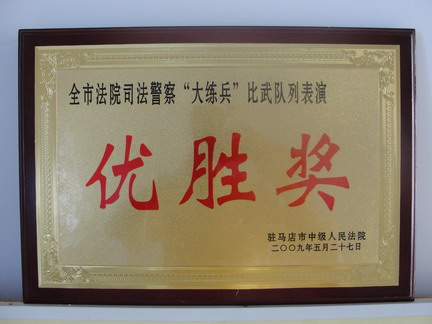 全市法院司法警察“大练兵”比武队列表演
优胜奖
驻马店市中级人民法院
二〇〇九年五月二十七日